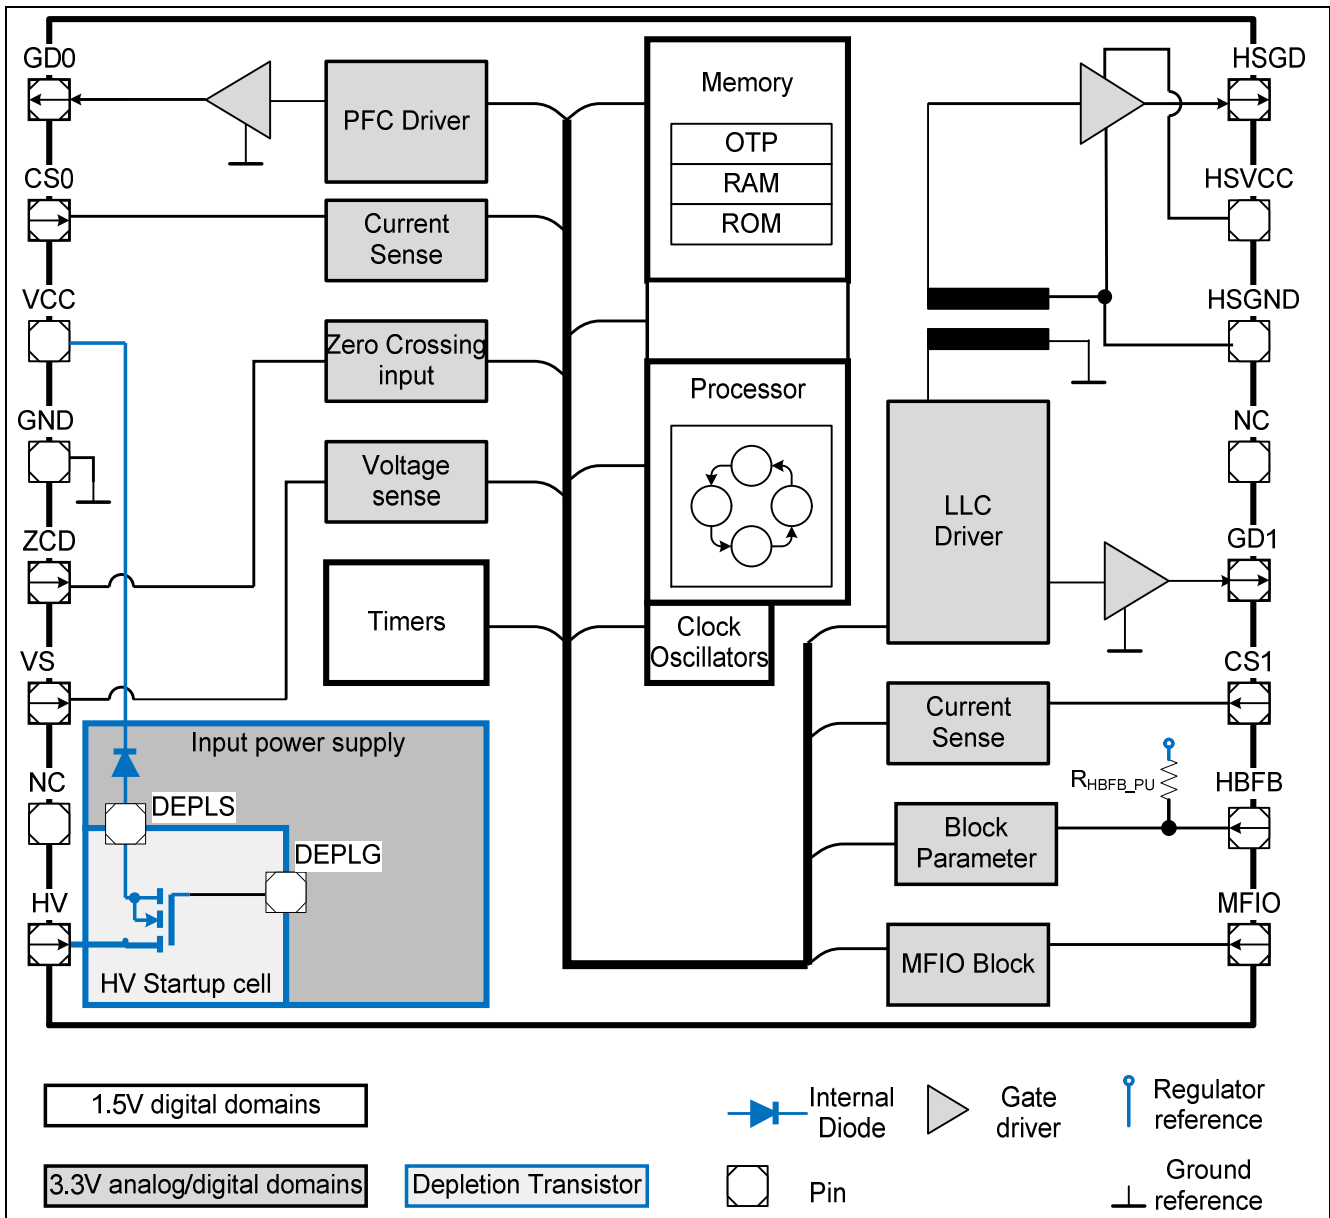 GD0
CS0
VCC
GND
ZCD
VS
NC
HV
PFC Driver
Current
Sense
Zero Crossing
input
Voltage
sense
Timers
Input power supply
DEPLS
DEPLG
HV Startup cell
Memory
OTP
RAM
ROM
Processor
Clock
Oscillators
LLC
Driver
Current
Sense
RHBFB_PU
Block
Parameter
MFIO Block
HSGD
HSVCC
HSGND
NC
GD1
CS1
HBFB
MFIO
1.5V digital domains
3.3V analog/digital domains
Depletion Transistor
Internal
Diode
Pin
Gate
driver
Regulator
reference
Ground
reference